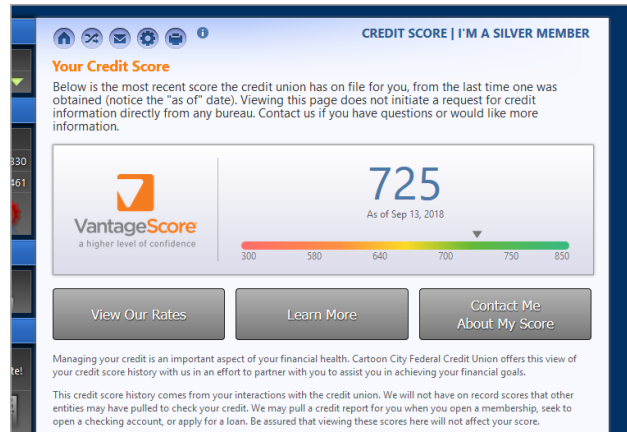 CREDIT SCORE | I'M A SILVER MEMBER
Your Credit Score
Below is the most recent score the credit union has on file for you, from the last time one was
obtained (notice the "as of" date). Viewing this page does not initiate a request for credit
information directly from any bureau. Contact us if you have questions or would like more
information.
725
As of Sep 13, 2018
VantageScore
a higher level of confidence
300 580 640 700 750 850
View Our Rates
Learn More
Contact Me
About My Score
Managing your credit is an important aspect of your financial health. Cartoon City Federal Credit Union offers this view of
your credit score history with us in an effort to partner with you to assist you in achieving your financial goals.
This credit score history comes from your interactions with the credit union. We will not have on record scores that other
entities may have pulled to check your credit. We may pull a credit report for you when you open a membership, seek to
open a checking account, or apply for a loan. Be assured that viewing these scores here will not affect your score.
330
461